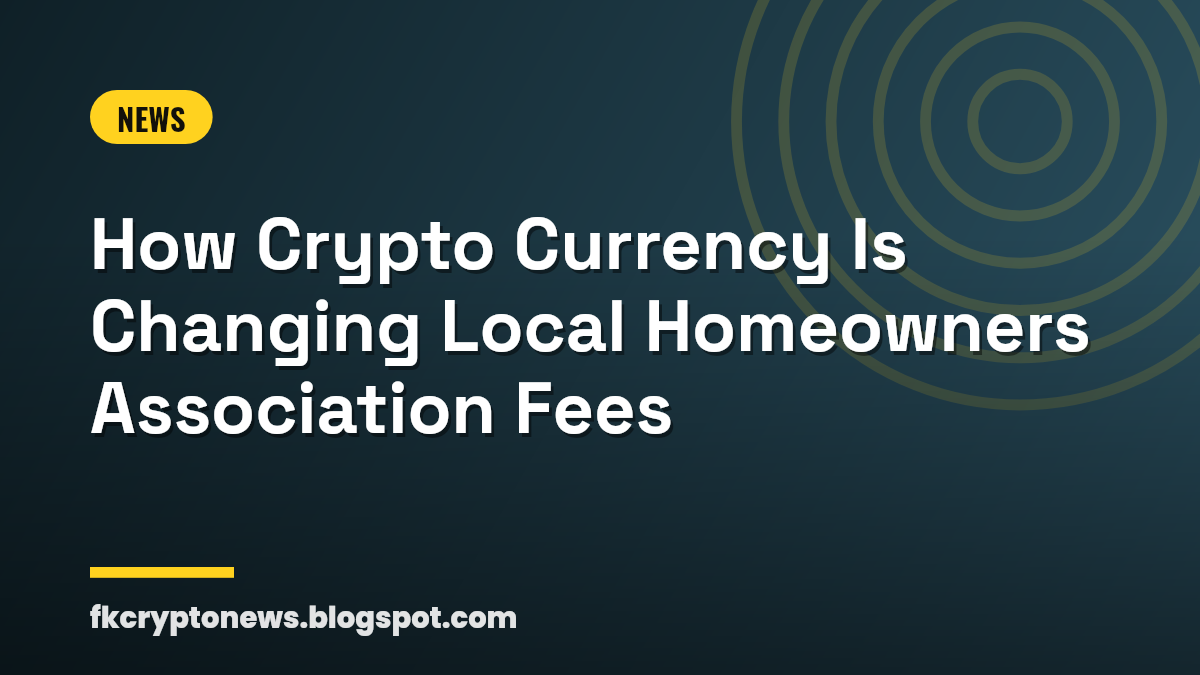 NEWS
How Crypto Currency Is
Changing Local Homeowners
Association Fees
fkcryptonews.blogspot.com